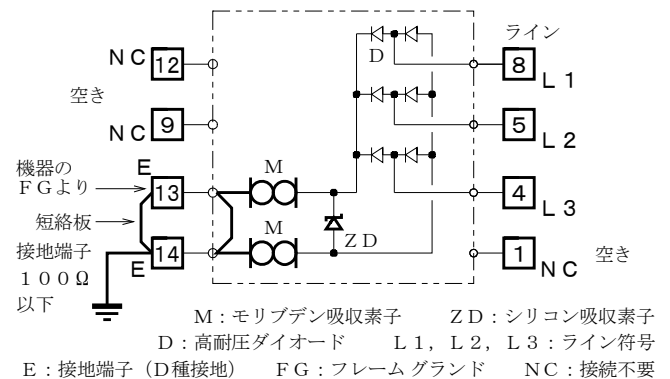 ライン
NC 12
D
8 L1
空き
NC 9
5 L2
機器の
FGより
E
13
M
4 L3
短絡板
M
ZD
接地端子
14
1 NC
空き
100Ω
E
以下
M：モリブデン吸収素子 ZD：シリコン吸収素子
D：高耐圧ダイオード L1，L2，L3：ライン符号
E：接地端子（D種接地） FG：フレームグランド NC：接続不要